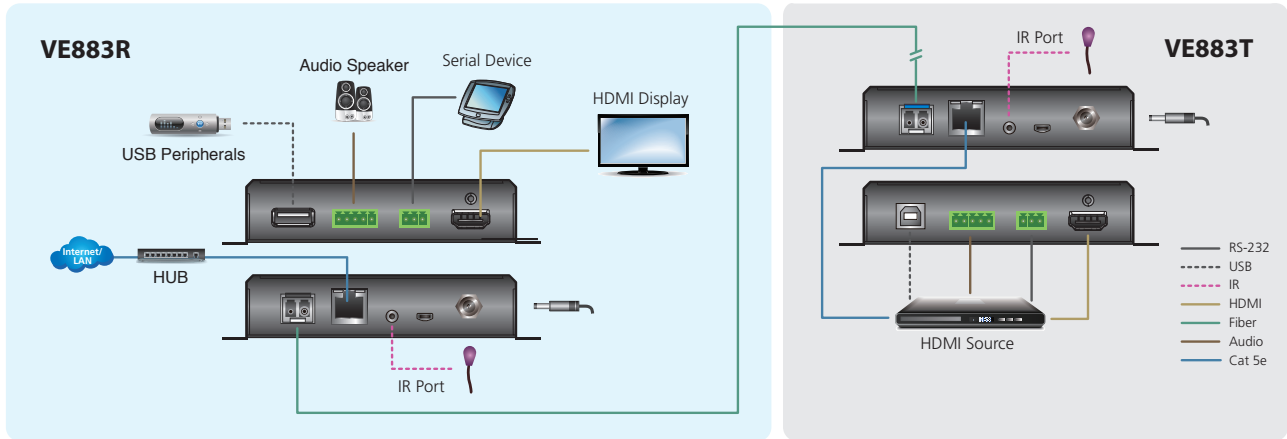 VE883R
Audio Speaker
Serial Device
HDMI Display
USB Peripherals
Internet/
LAN
HUB
IR Port
IR Port
VE883T
HDMI Source
RS-232
USB
IR
HDMI
Fiber
Audio
Cat 5e